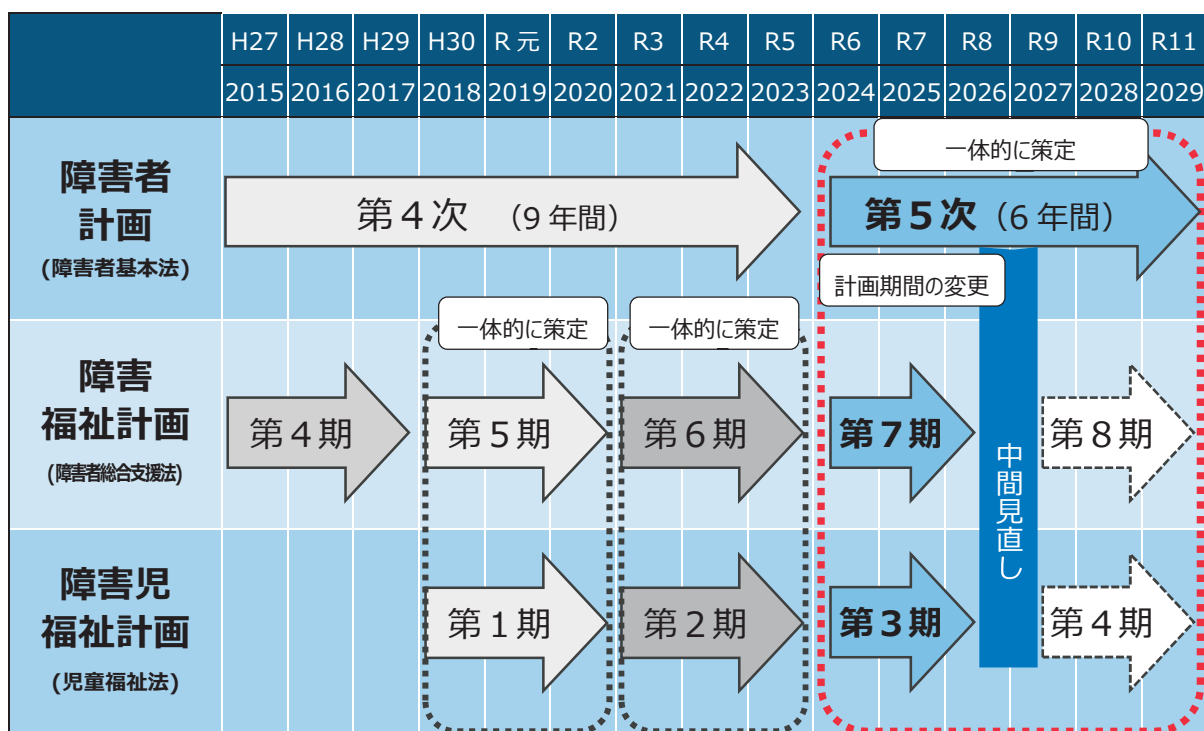 H27 H28 H29 H30 R元 R2 R3 R4 R5 R6 R7 R8 R9 R10 R11
2015 2016 2017 2018 2019 2020 2021 2022 2023 2024 2025 2026 2027 2028 2029
障害者
計画
(障害者基本法)
第4次 (9年間)
一体的に策定
第5次(6年間)
計画期間の変更
一体的に策定
一体的に策定
障害
福祉計画
(障害者総合支援法)
第4期
第5期
第6期
第7期
第8期
中間見直し
障害児
福祉計画
(児童福祉法)
第1期
第2期
第3期
第4期